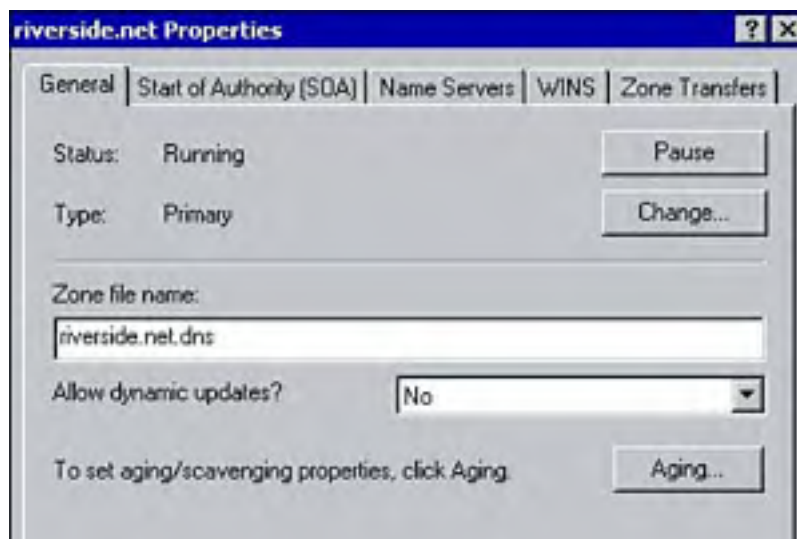 riverside.net Properties
General Start of Authority (SOA) Name Servers WINS Zone Transfers
Status: Running Pause
Type: Primary Change...
Zone file name:
riverside.net.dns
Allow dynamic updates? No
To set aging/scavenging properties, click Aging. Aging...